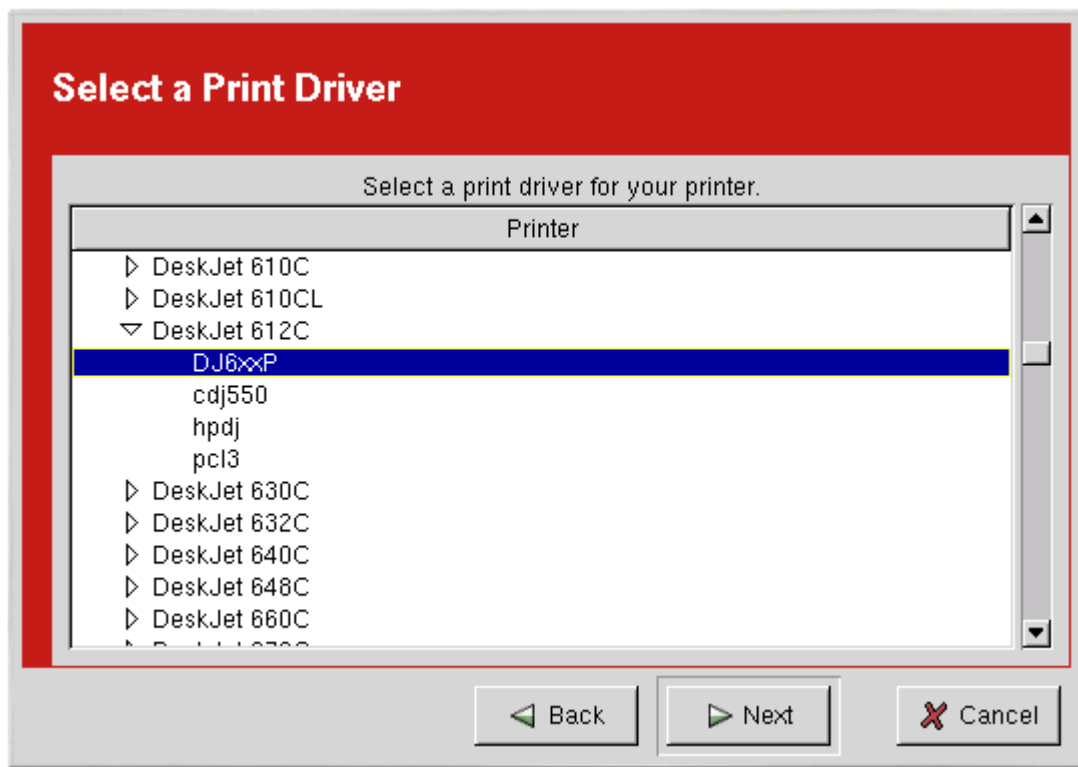 Select a Print Driver
Select a print driver for your printer.
Printer
DeskJet 610C
DeskJet 610CL
DeskJet 612C
DJ6xxP
cdj550
hpdj
pcl3
DeskJet 630C
DeskJet 632C
DeskJet 640C
DeskJet 648C
DeskJet 660C
Back
Next
Cancel